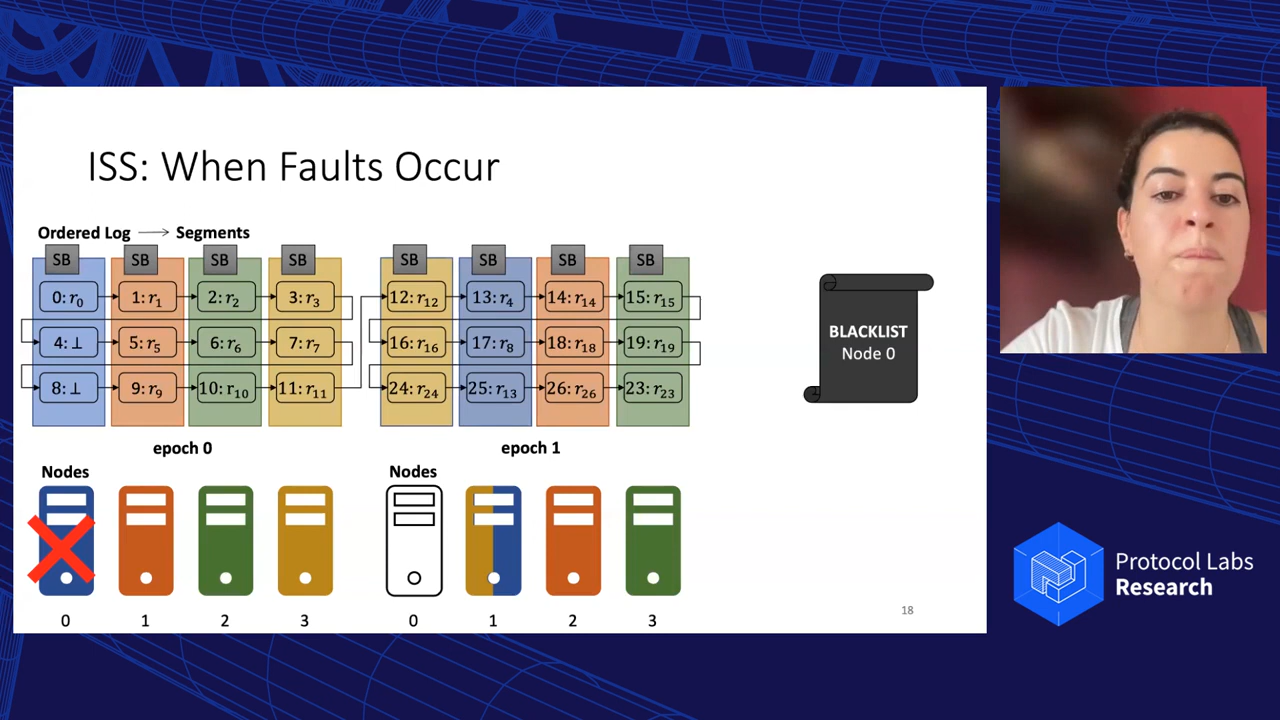 ISS: When Faults Occur
Ordered Log → Segments
SB SB SB SB SB SB SB SB
0: r₀ 1: r₁ 2: r₂ 3: r₃ 12: r₁₂ 13: r₄ 14: r₁₄ 15: r₁₅
4: ⊥ 5: r₅ 6: r₆ 7: r₇ 16: r₁₆ 17: r₈ 18: r₁₈ 19: r₁₉
8: ⊥ 9: r₉ 10: r₁₀ 11: r₁₁ 24: r₂₄ 25: r₁₃ 26: r₂₆ 23: r₂₃
epoch 0 epoch 1
Nodes Nodes
0 1 2 3 0 1 2 3
BLACKLIST
Node 0
18
Protocol Labs
Research